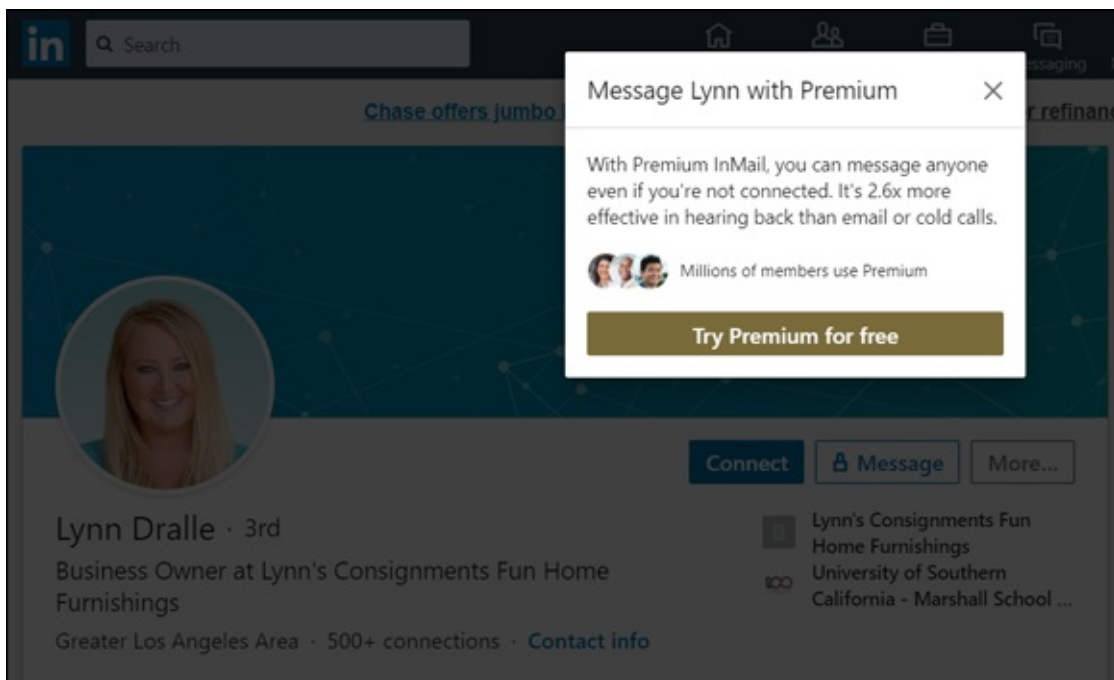 in
Search
ssaging
Chase offers jumbo
r refinan
Message Lynn with Premium
With Premium InMail, you can message anyone
even if you're not connected. It's 2.6x more
effective in hearing back than email or cold calls.
Millions of members use Premium
Try Premium for free
Connect
Message
More...
Lynn Dralle · 3rd
Business Owner at Lynn's Consignments Fun Home
Furnishings
Greater Los Angeles Area · 500+ connections · Contact info
Lynn's Consignments Fun
Home Furnishings
University of Southern
California - Marshall School ...